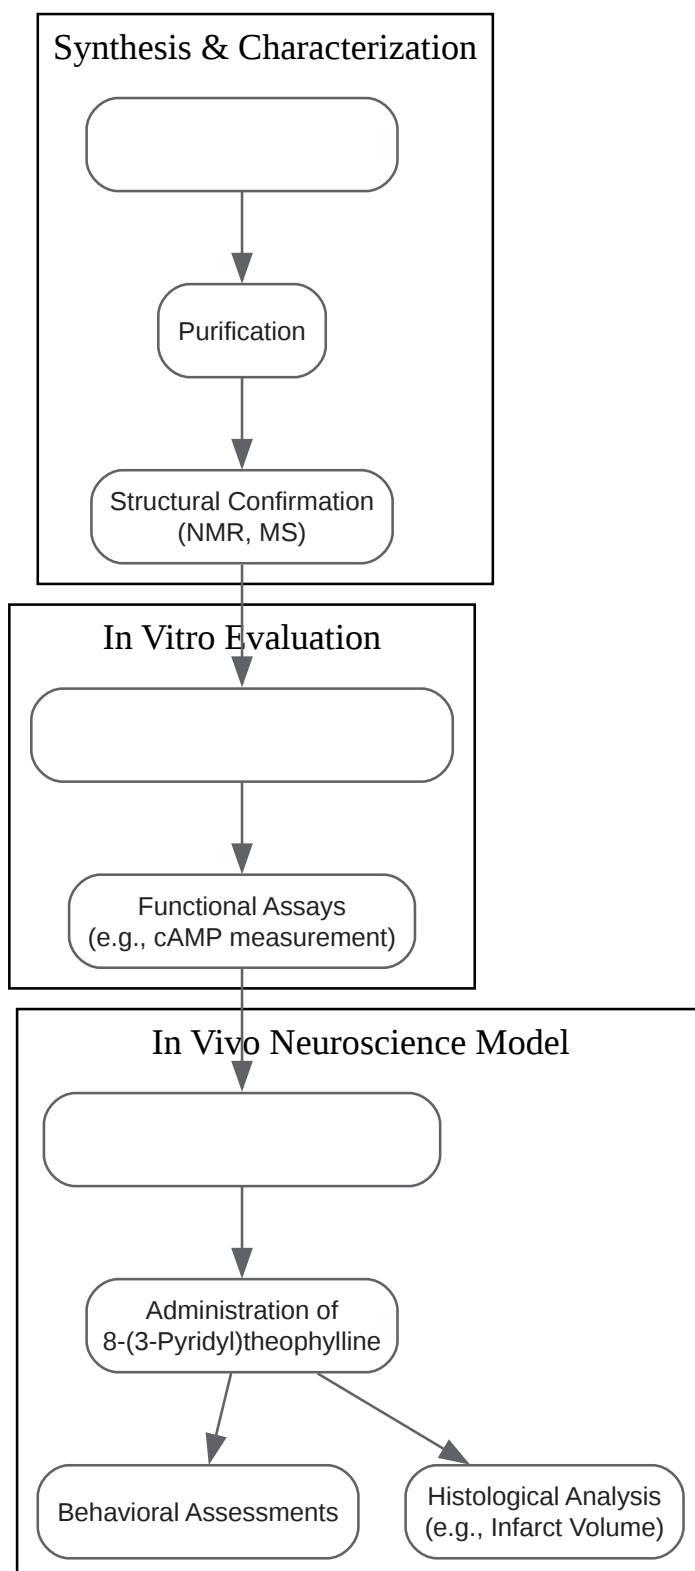 Synthesis & Characterization
Purification
Structural Confirmation
(NMR, MS)
In Vitro Evaluation
Functional Assays
(e.g., cAMP measurement)
In Vivo Neuroscience Model
Administration of
8-(3-Pyridyl)theophylline
Behavioral Assessments
Histological Analysis
(e.g., Infarct Volume)